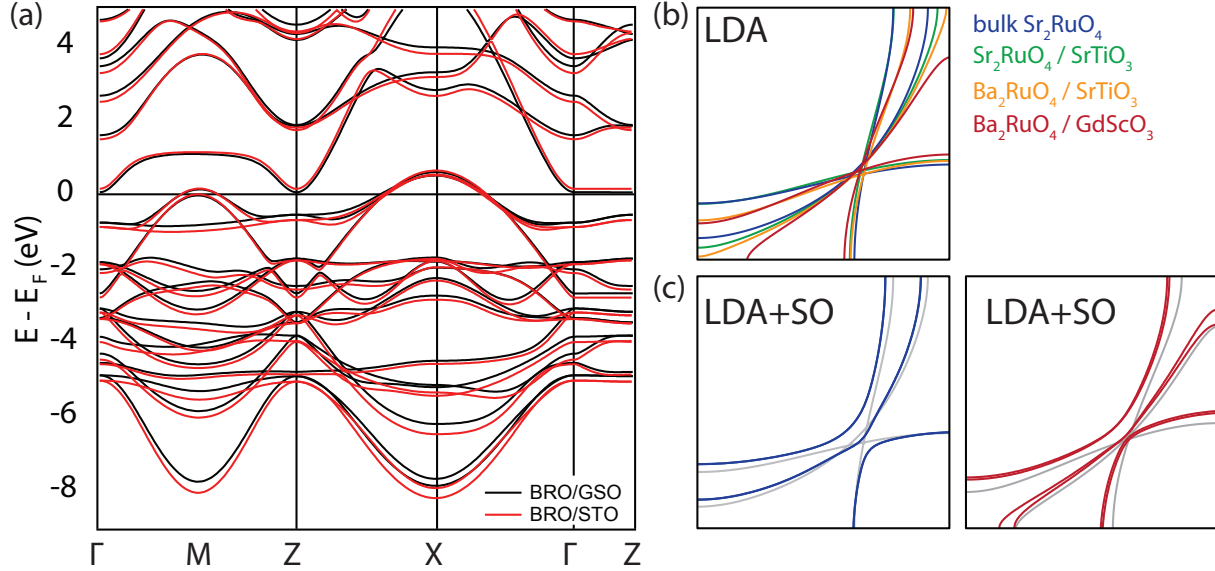 (a)
E - E_F (eV)
4
2
0
-2
-4
-6
-8
BRO/GSO
BRO/STO
Γ M Z X Γ Z
(b)
LDA
bulk Sr₂RuO₄
Sr₂RuO₄ / SrTiO₃
Ba₂RuO₄ / SrTiO₃
Ba₂RuO₄ / GdScO₃
(c)
LDA+SO
LDA+SO